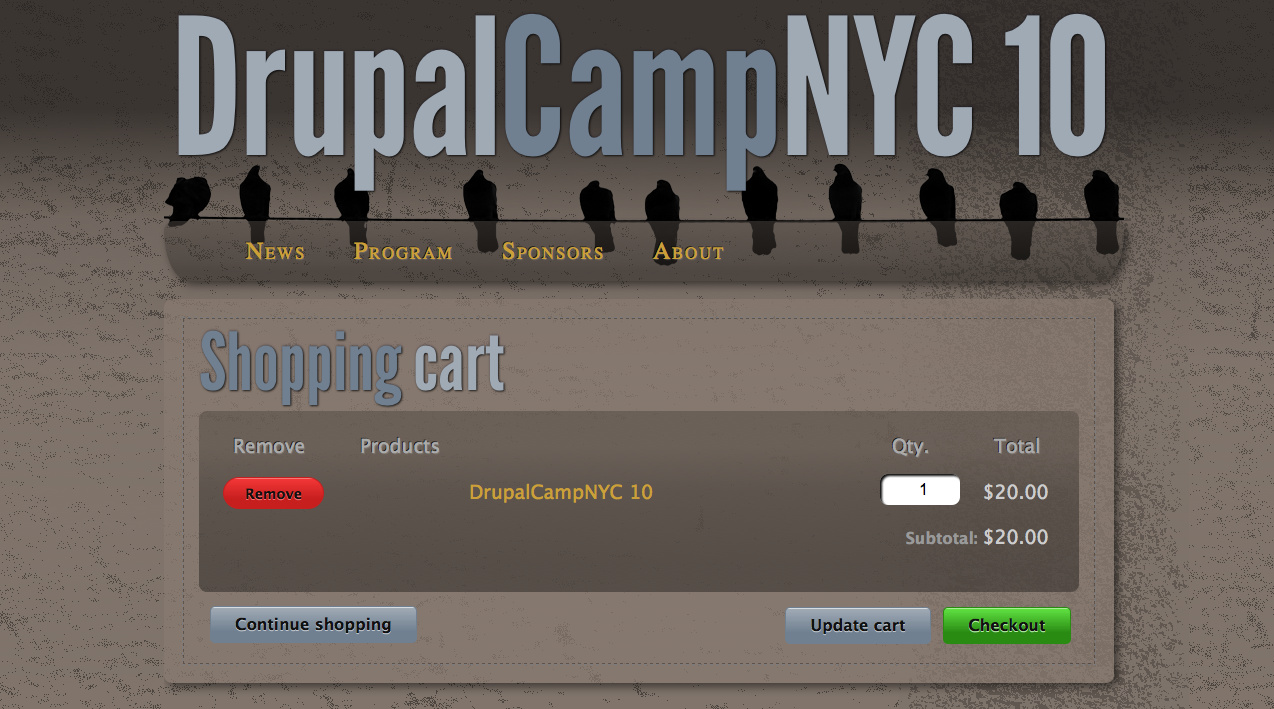 DrupalCampNYC 10
News Program Sponsors About
Shopping cart
Remove Products Qty. Total
Remove DrupalCampNYC 10 1 $20.00
Subtotal: $20.00
Continue shopping Update cart Checkout